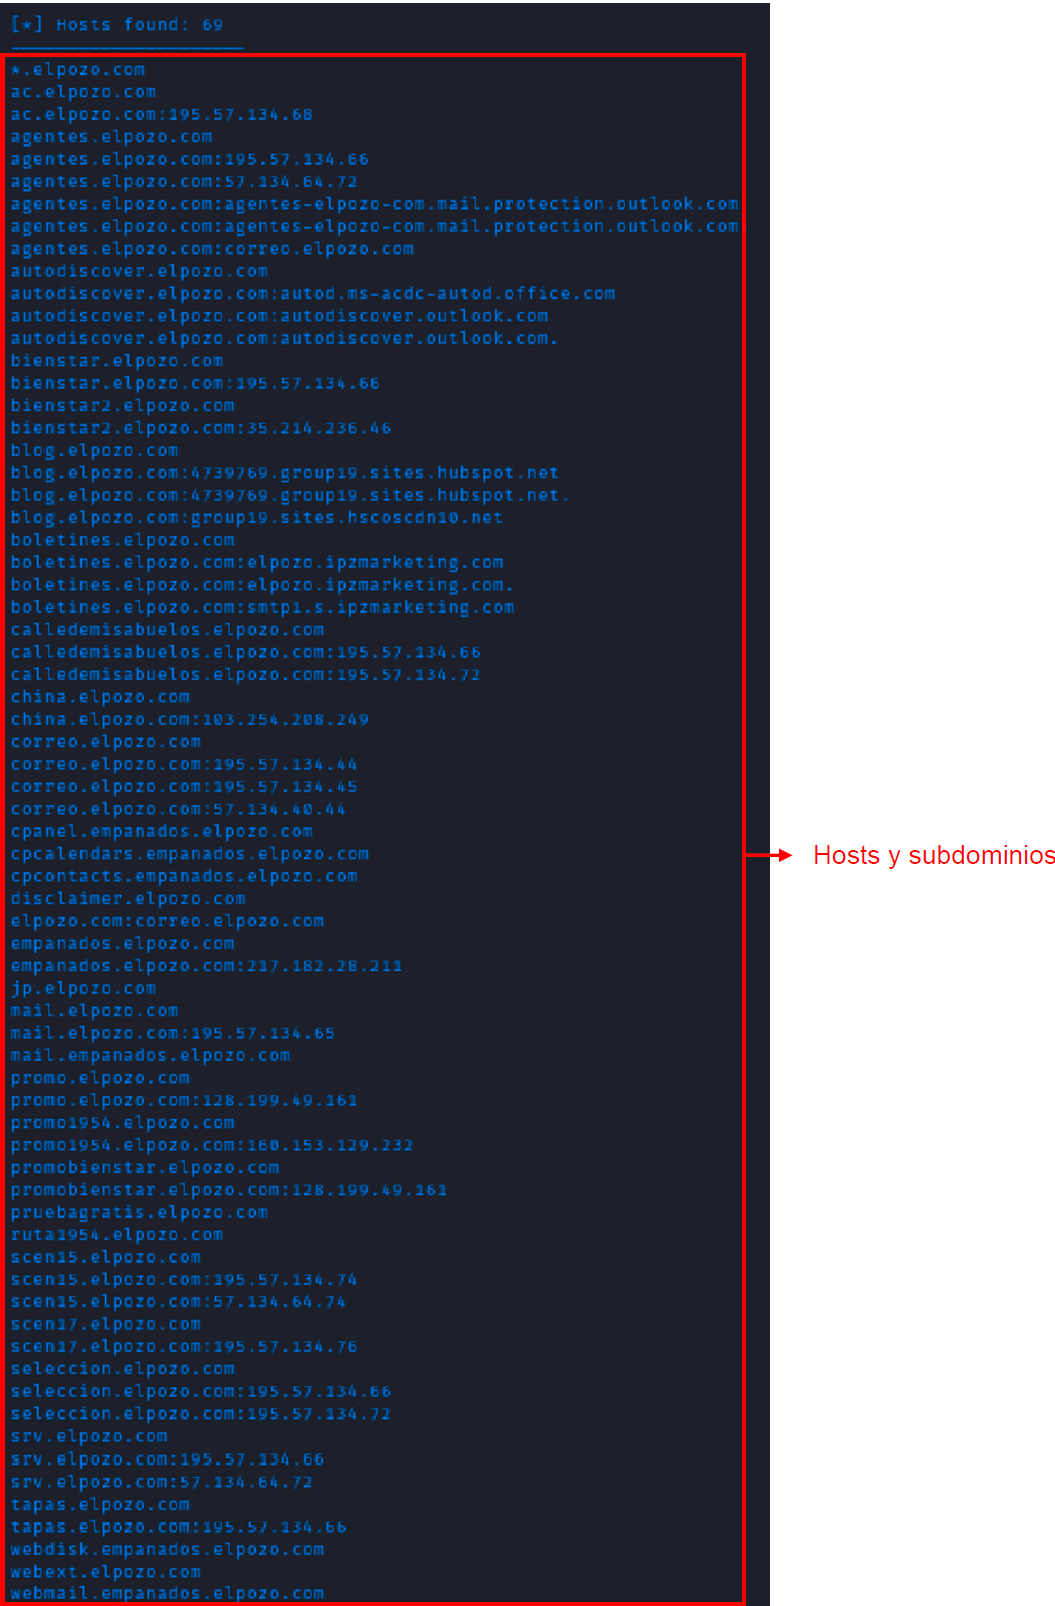 [*] Hosts found: 69
---------------------
*.elpozo.com
ac.elpozo.com
ac.elpozo.com:195.57.134.68
agentes.elpozo.com
agentes.elpozo.com:195.57.134.66
agentes.elpozo.com:57.134.64.72
agentes.elpozo.com:agentes-elpozo-com.mail.protection.outlook.com
agentes.elpozo.com:agentes-elpozo-com.mail.protection.outlook.com.
agentes.elpozo.com:correo.elpozo.com
autodiscover.elpozo.com
autodiscover.elpozo.com:autod.ms-acdc-autod.office.com
autodiscover.elpozo.com:autodiscover.outlook.com
autodiscover.elpozo.com:autodiscover.outlook.com.
bienstar.elpozo.com
bienstar.elpozo.com:195.57.134.66
bienstar2.elpozo.com
bienstar2.elpozo.com:35.214.236.46
blog.elpozo.com
blog.elpozo.com:4739769.group19.sites.hubspot.net
blog.elpozo.com:4739769.group19.sites.hubspot.net.
blog.elpozo.com:group19.sites.hscoscdn10.net
boletines.elpozo.com
boletines.elpozo.com:elpozo.ipzmarketing.com
boletines.elpozo.com:elpozo.ipzmarketing.com.
boletines.elpozo.com:smtp1.s.ipzmarketing.com
calledemisabuelos.elpozo.com
calledemisabuelos.elpozo.com:195.57.134.66
calledemisabuelos.elpozo.com:195.57.134.72
china.elpozo.com
china.elpozo.com:103.254.208.249
correo.elpozo.com
correo.elpozo.com:195.57.134.44
correo.elpozo.com:195.57.134.45
correo.elpozo.com:57.134.40.44
cpanel.empanados.elpozo.com
cpcalendars.empanados.elpozo.com
cpcontacts.empanados.elpozo.com
disclaimer.elpozo.com
elpozo.com:correo.elpozo.com
empanados.elpozo.com
empanados.elpozo.com:217.182.28.211
jp.elpozo.com
mail.elpozo.com
mail.elpozo.com:195.57.134.65
mail.empanados.elpozo.com
promo.elpozo.com
promo.elpozo.com:128.199.49.161
promo1954.elpozo.com
promo1954.elpozo.com:160.153.129.232
promobienstar.elpozo.com
promobienstar.elpozo.com:128.199.49.161
pruebagratis.elpozo.com
ruta1954.elpozo.com
scen15.elpozo.com
scen15.elpozo.com:195.57.134.74
scen15.elpozo.com:57.134.64.74
scen17.elpozo.com
scen17.elpozo.com:195.57.134.76
seleccion.elpozo.com
seleccion.elpozo.com:195.57.134.66
seleccion.elpozo.com:195.57.134.72
srv.elpozo.com
srv.elpozo.com:195.57.134.66
srv.elpozo.com:57.134.64.72
tapas.elpozo.com
tapas.elpozo.com:195.57.134.66
webdisk.empanados.elpozo.com
webext.elpozo.com
webmail.empanados.elpozo.com
Hosts y subdominios